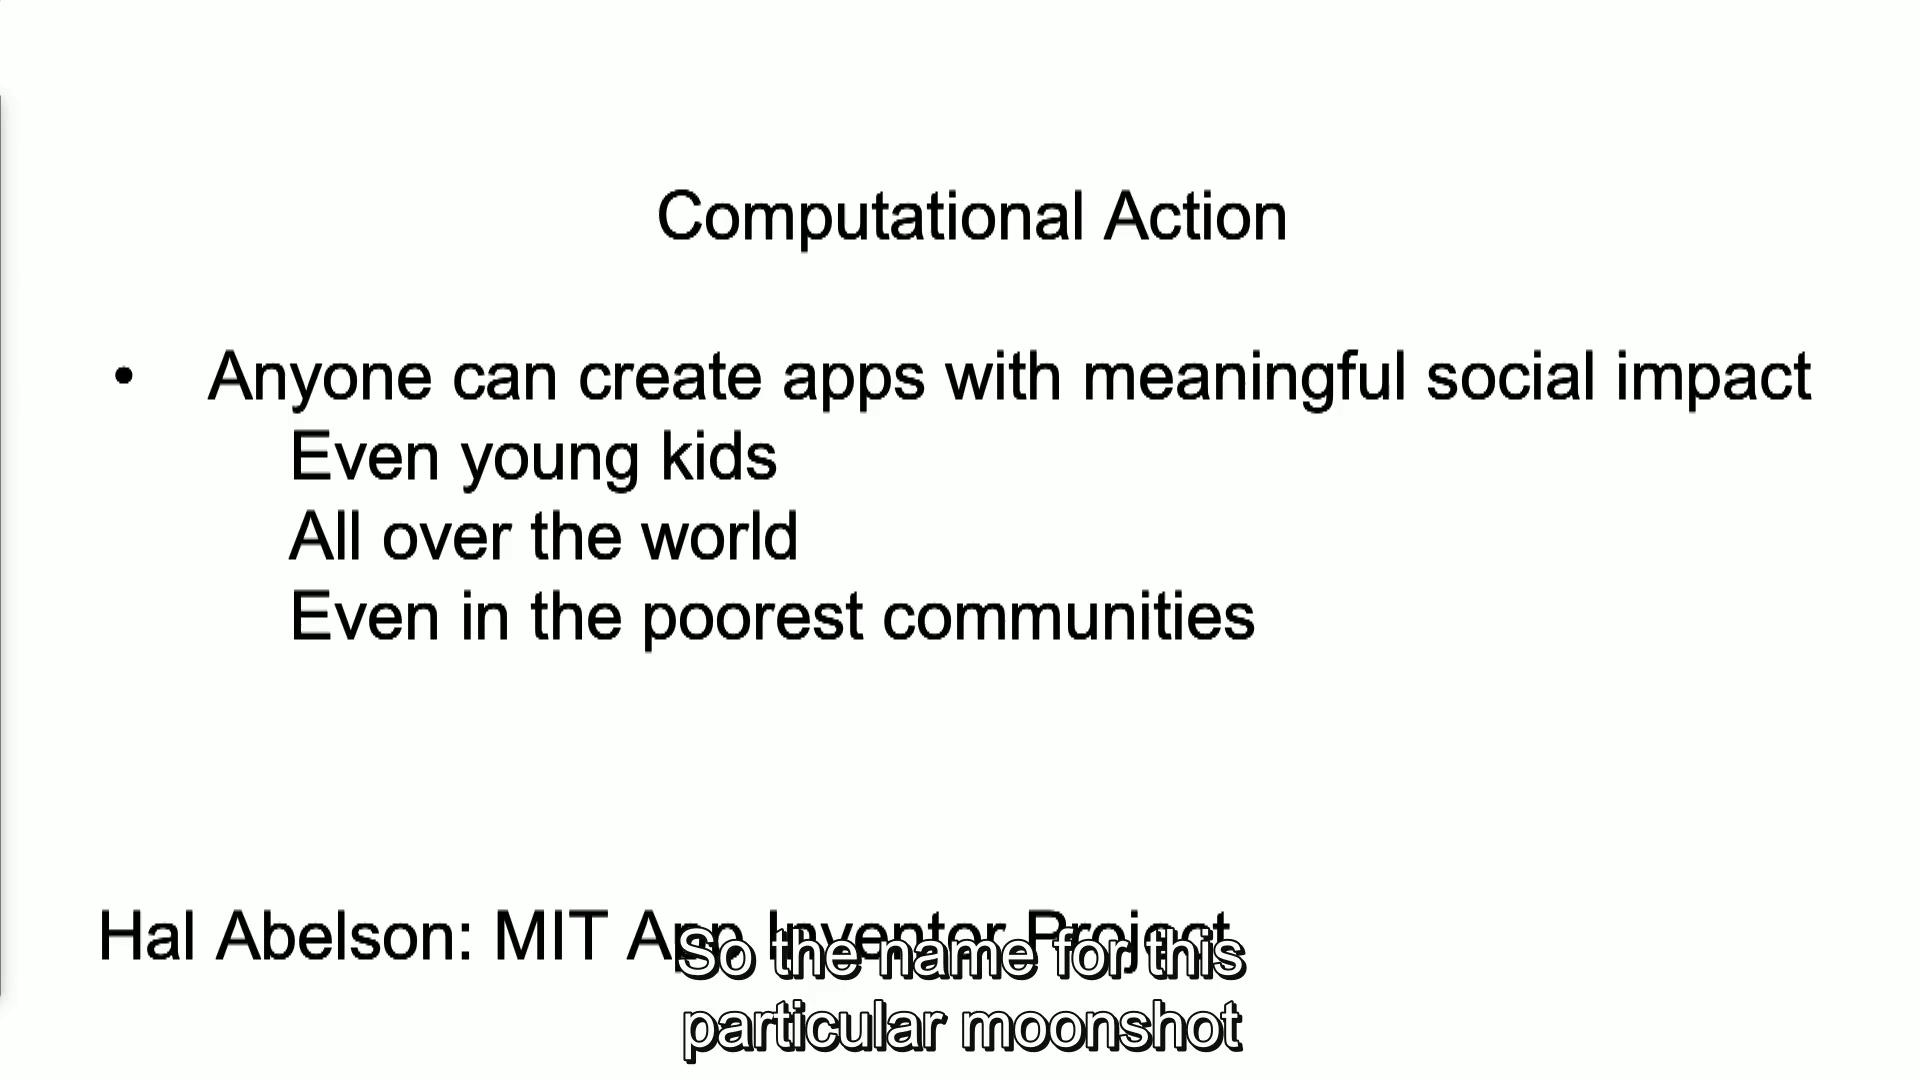 Computational Action
• Anyone can create apps with meaningful social impact
Even young kids
All over the world
Even in the poorest communities
Hal Abelson: MIT App Inventor Project
So the name for this
particular moonshot